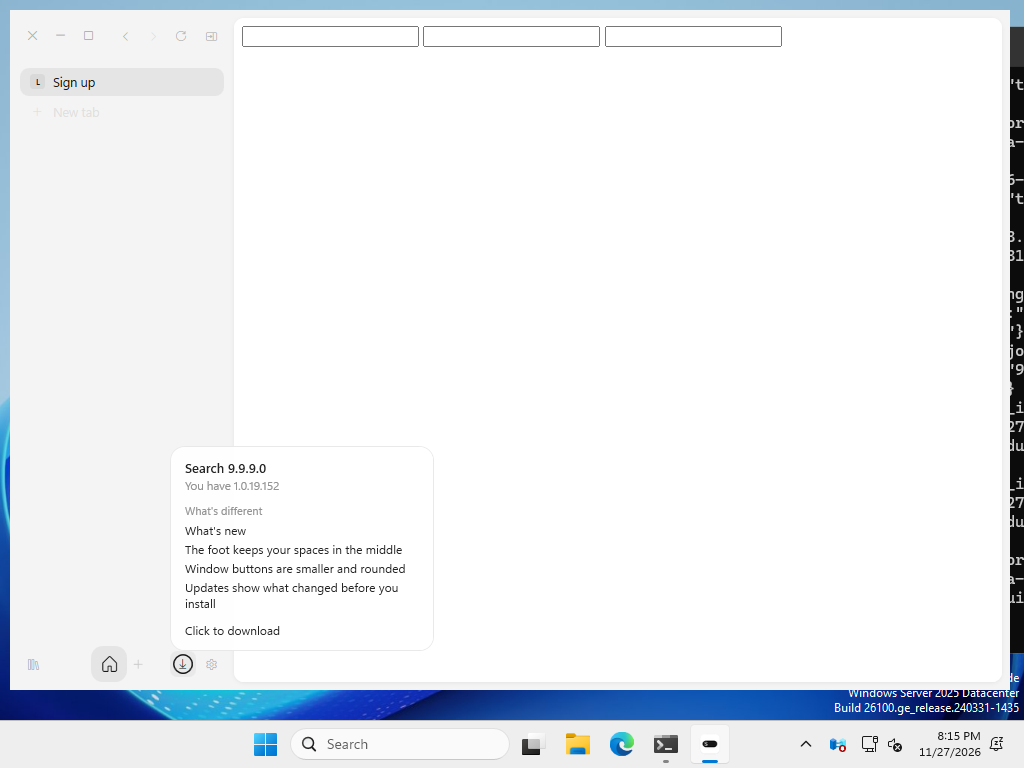 L Sign up
+ New tab
Search 9.9.9.0
You have 1.0.19.152
What's different
What's new
The foot keeps your spaces in the middle
Window buttons are smaller and rounded
Updates show what changed before you
install
Click to download
Windows Server 2025 Datacenter
Build 26100.ge_release.240331-1435
Search
8:15 PM
11/27/2026